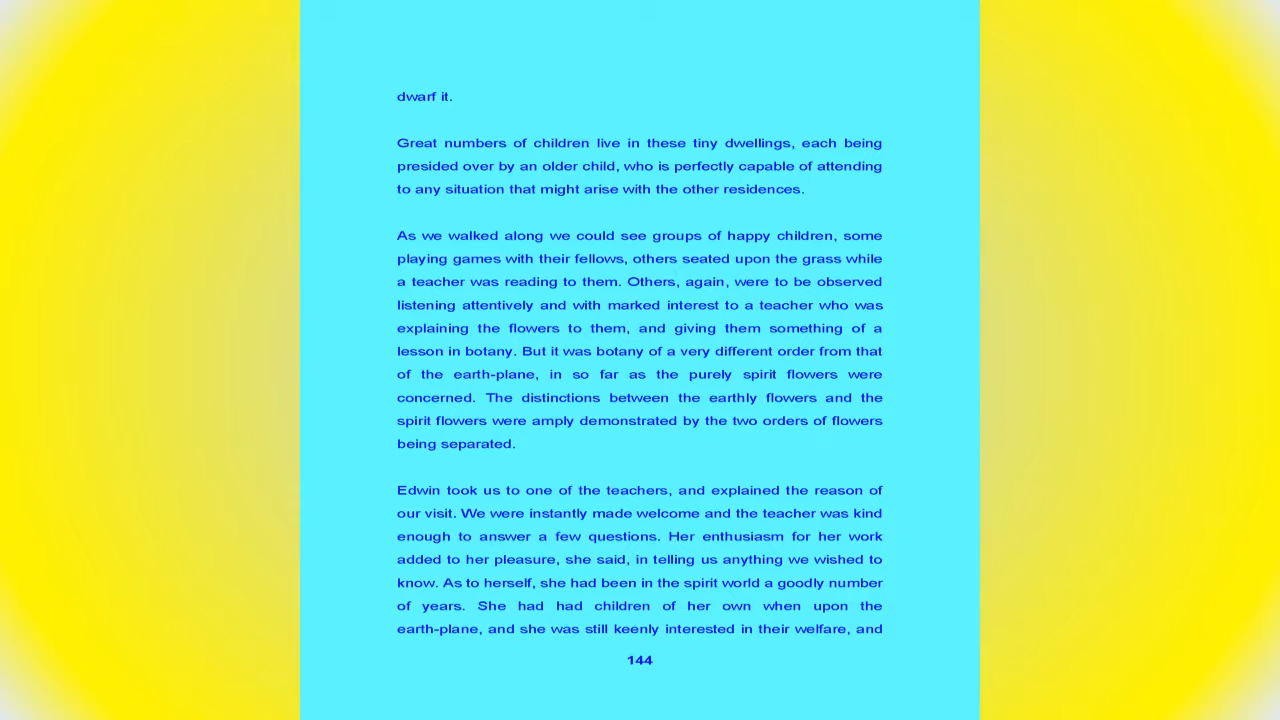 dwarf it.
Great numbers of children live in these tiny dwellings, each being
presided over by an older child, who is perfectly capable of attending
to any situation that might arise with the other residences.
As we walked along we could see groups of happy children, some
playing games with their fellows, others seated upon the grass while
a teacher was reading to them. Others, again, were to be observed
listening attentively and with marked interest to a teacher who was
explaining the flowers to them, and giving them something of a
lesson in botany. But it was botany of a very different order from that
of the earth-plane, in so far as the purely spirit flowers were
concerned. The distinctions between the earthly flowers and the
spirit flowers were amply demonstrated by the two orders of flowers
being separated.
Edwin took us to one of the teachers, and explained the reason of
our visit. We were instantly made welcome and the teacher was kind
enough to answer a few questions. Her enthusiasm for her work
added to her pleasure, she said, in telling us anything we wished to
know. As to herself, she had been in the spirit world a goodly number
of years. She had had children of her own when upon the
earth-plane, and she was still keenly interested in their welfare, and
144